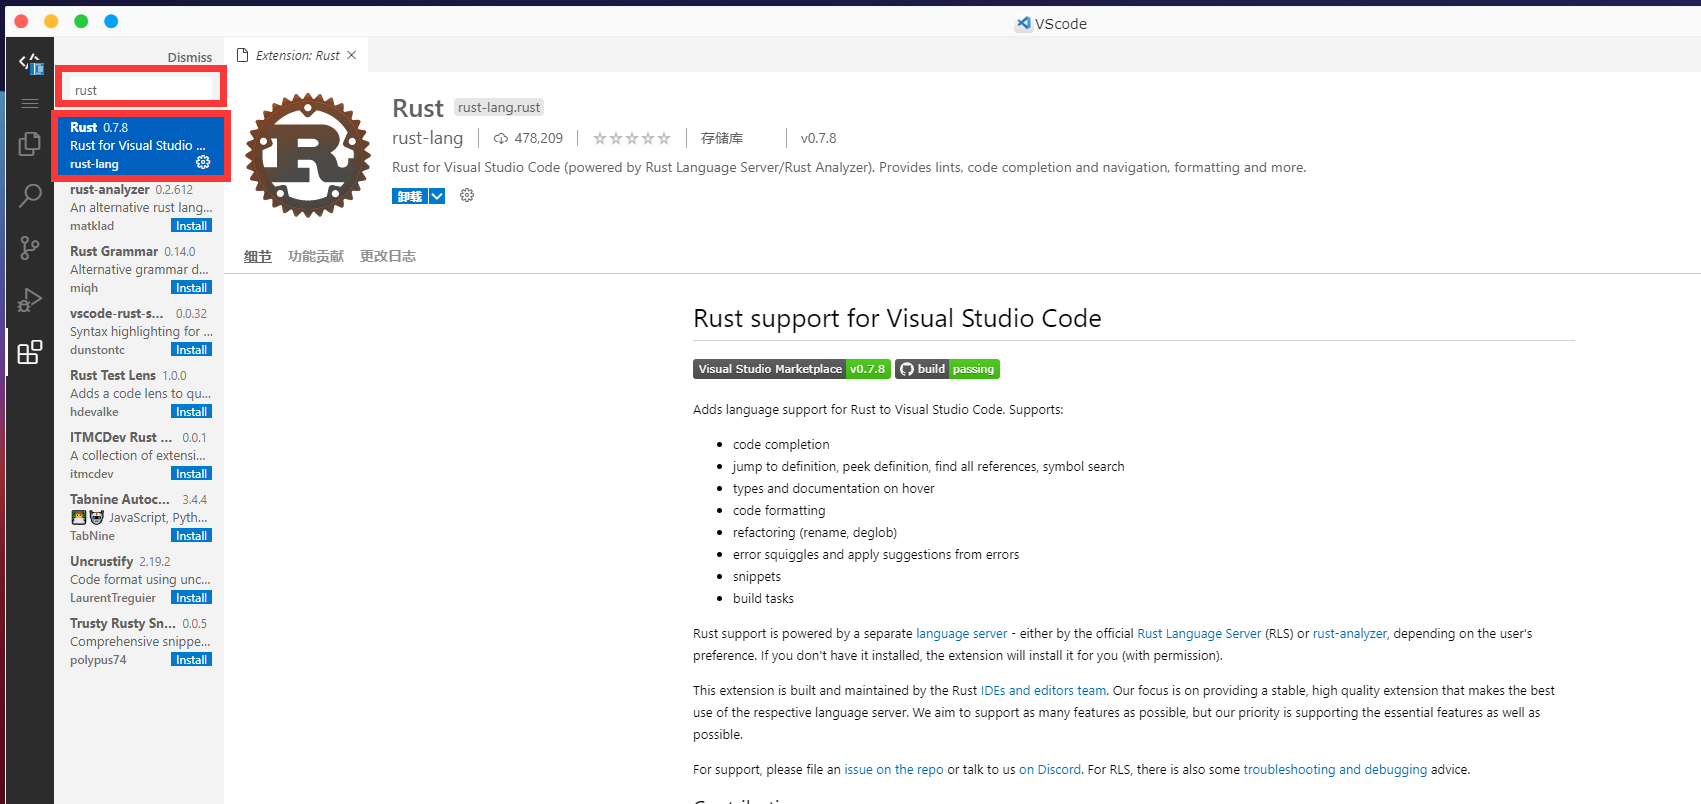 VScode
Dismiss
rust
Rust 0.7.8
Rust for Visual Studio ...
rust-lang
rust-analyzer 0.2.612
An alternative rust lang...
matklad Install
Rust Grammar 0.14.0
Alternative grammar d...
miqh Install
vscode-rust-s... 0.0.32
Syntax highlighting for ...
dunstontc Install
Rust Test Lens 1.0.0
Adds a code lens to qu...
hdevalke Install
ITMCDev Rust ... 0.0.1
A collection of extensi...
itmcdev Install
Tabnine Autoc... 3.4.4
JavaScript, Pyth...
TabNine Install
Uncrustify 2.19.2
Code format using unc...
LaurentTreguier Install
Trusty Rusty Sn... 0.0.5
Comprehensive snippe...
polypus74 Install
Extension: Rust
R
Rust rust-lang.rust
rust-lang 478,209 存储库 v0.7.8
Rust for Visual Studio Code (powered by Rust Language Server/Rust Analyzer). Provides lints, code completion and navigation, formatting and more.
卸载
细节 功能贡献 更改日志
Rust support for Visual Studio Code
Visual Studio Marketplace v0.7.8 build passing
Adds language support for Rust to Visual Studio Code. Supports:
• code completion
• jump to definition, peek definition, find all references, symbol search
• types and documentation on hover
• code formatting
• refactoring (rename, deglob)
• error squiggles and apply suggestions from errors
• snippets
• build tasks
Rust support is powered by a separate language server - either by the official Rust Language Server (RLS) or rust-analyzer, depending on the user's
preference. If you don't have it installed, the extension will install it for you (with permission).
This extension is built and maintained by the Rust IDEs and editors team. Our focus is on providing a stable, high quality extension that makes the best
use of the respective language server. We aim to support as many features as possible, but our priority is supporting the essential features as well as
possible.
For support, please file an issue on the repo or talk to us on Discord. For RLS, there is also some troubleshooting and debugging advice.